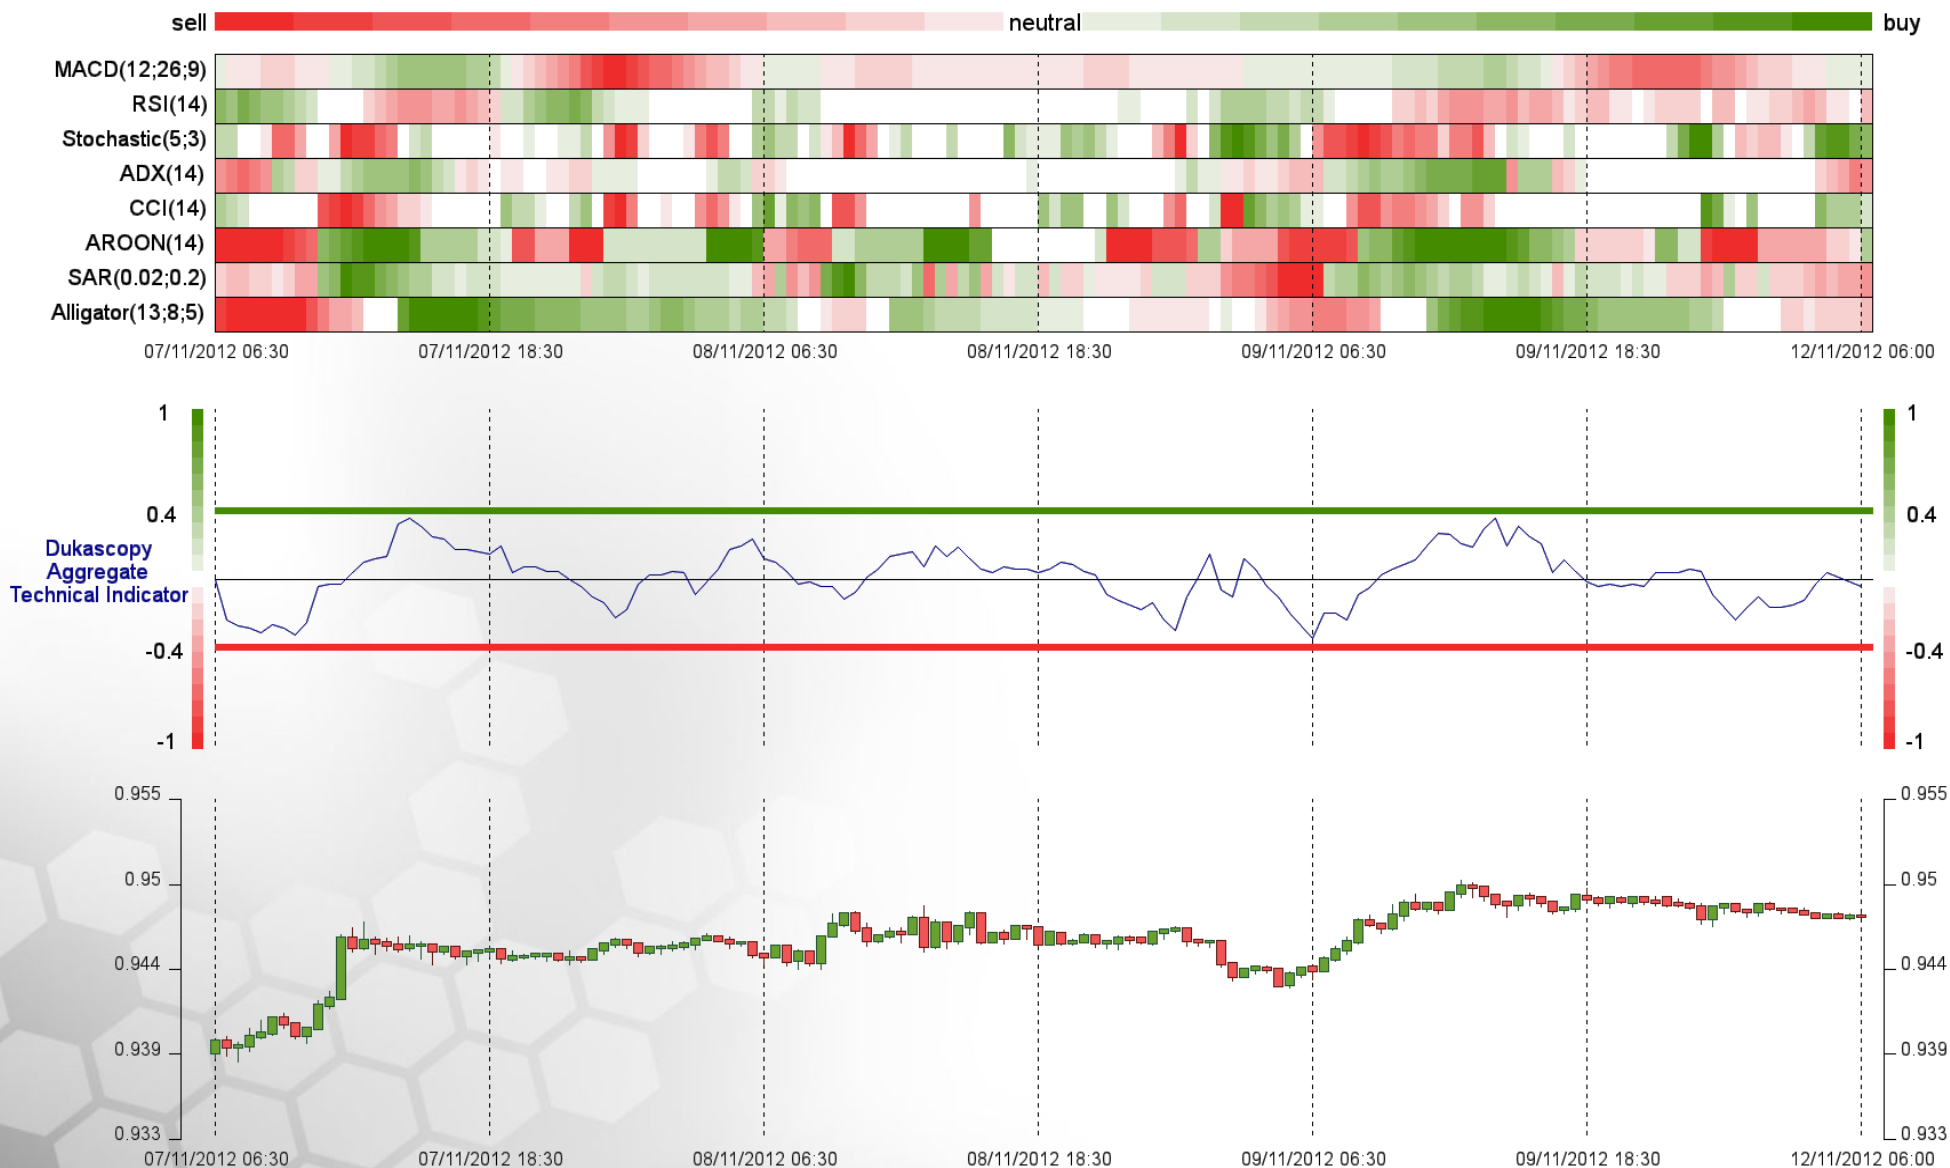 sell neutral buy
MACD(12;26;9)
RSI(14)
Stochastic(5;3)
ADX(14)
CCI(14)
AROON(14)
SAR(0.02;0.2)
Alligator(13;8;5)
07/11/2012 06:30 07/11/2012 18:30 08/11/2012 06:30 08/11/2012 18:30 09/11/2012 06:30 09/11/2012 18:30 12/11/2012 06:00
1 1
0.4 0.4
Dukascopy
Aggregate
Technical Indicator
-0.4 -0.4
-1 -1
0.955 0.955
0.95 0.95
0.944 0.944
0.939 0.939
0.933 0.933
07/11/2012 06:30 07/11/2012 18:30 08/11/2012 06:30 08/11/2012 18:30 09/11/2012 06:30 09/11/2012 18:30 12/11/2012 06:00